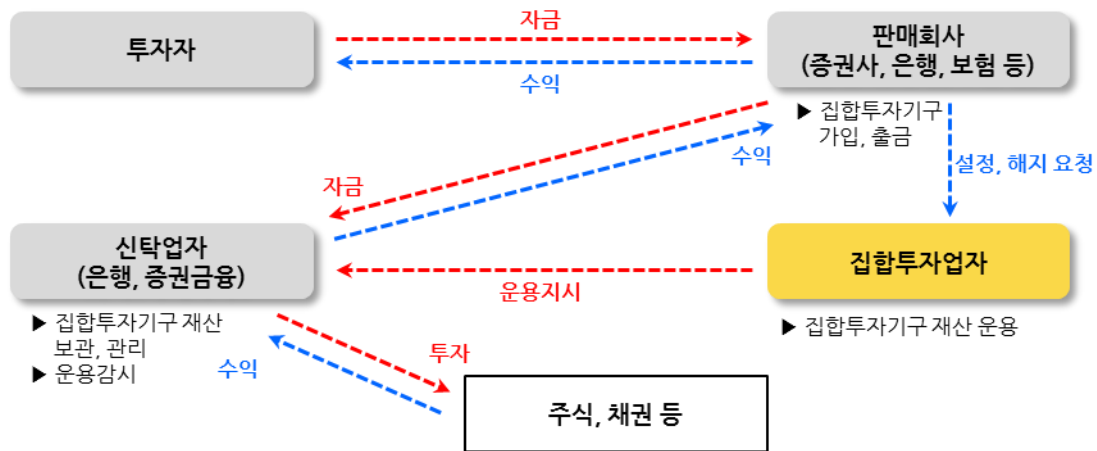 투자자
자금
수익
판매회사
(증권사, 은행, 보험 등)
▶ 집합투자기구
가입, 출금
자금
수익
설정, 해지 요청
신탁업자
(은행, 증권금융)
운용지시
집합투자업자
▶ 집합투자기구 재산
보관, 관리
▶ 운용감시
▶ 집합투자기구 재산 운용
수익
투자
주식, 채권 등